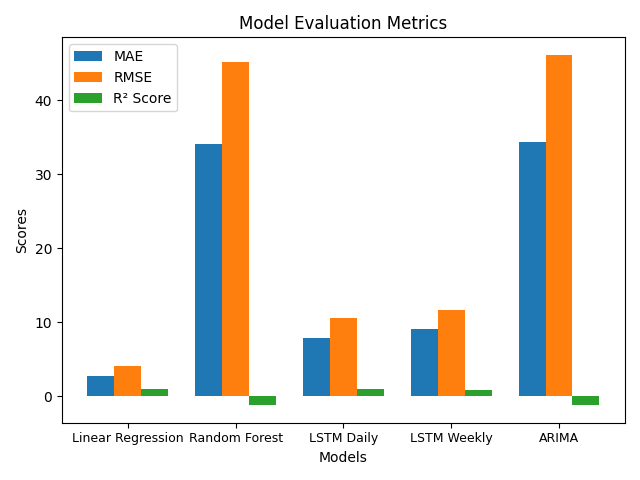 Model Evaluation Metrics
MAE
RMSE
R² Score
Scores
40
30
20
10
0
Linear Regression
Random Forest
LSTM Daily
LSTM Weekly
ARIMA
Models